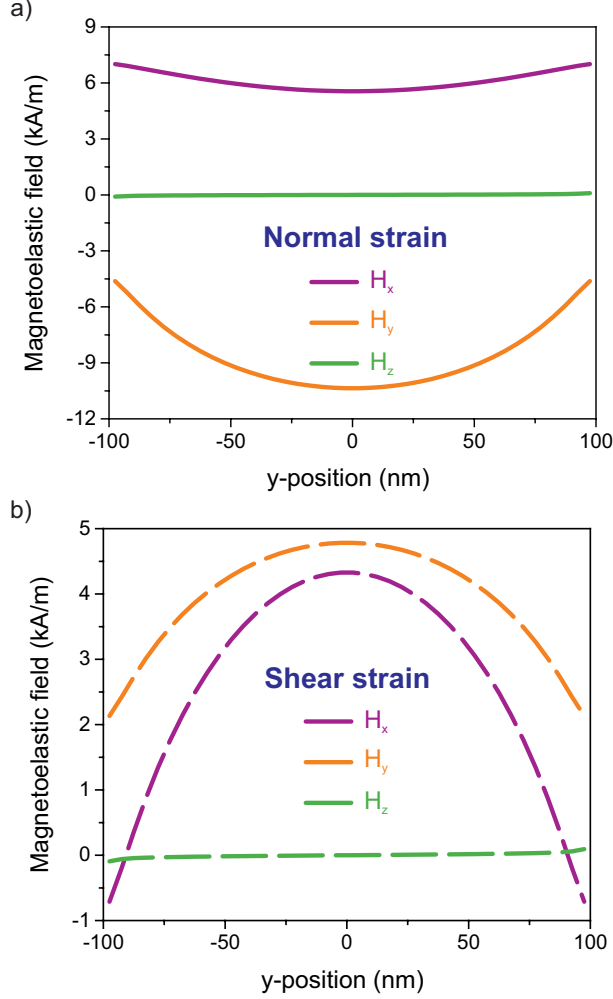 a)
Magnetoelastic field (kA/m)
9
6
3
0
-3
-6
-9
-12
Normal strain
Hx
Hy
Hz
-100
-50
0
50
100
y-position (nm)
b)
Magnetoelastic field (kA/m)
5
4
3
2
1
0
-1
Shear strain
Hx
Hy
Hz
-100
-50
0
50
100
y-position (nm)